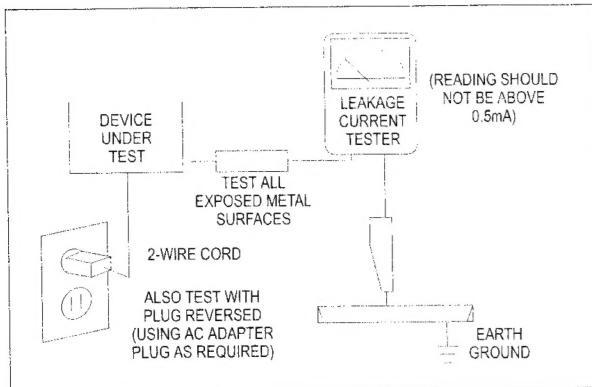 DEVICE
UNDER
TEST
LEAKAGE
CURRENT
TESTER
(READING SHOULD
NOT BE ABOVE
0.5mA)
TEST ALL
EXPOSED METAL
SURFACES
2-WIRE CORD
ALSO TEST WITH
PLUG REVERSED
(USING AC ADAPTER
PLUG AS REQUIRED)
EARTH
GROUND